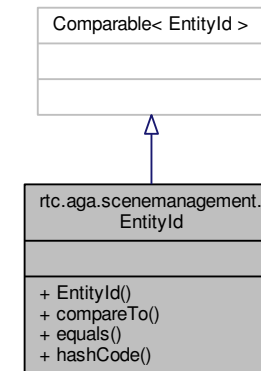 Comparable< EntityId >
rtc.aga.scenemanagement.
EntityId
+ EntityId()
+ compareTo()
+ equals()
+ hashCode()